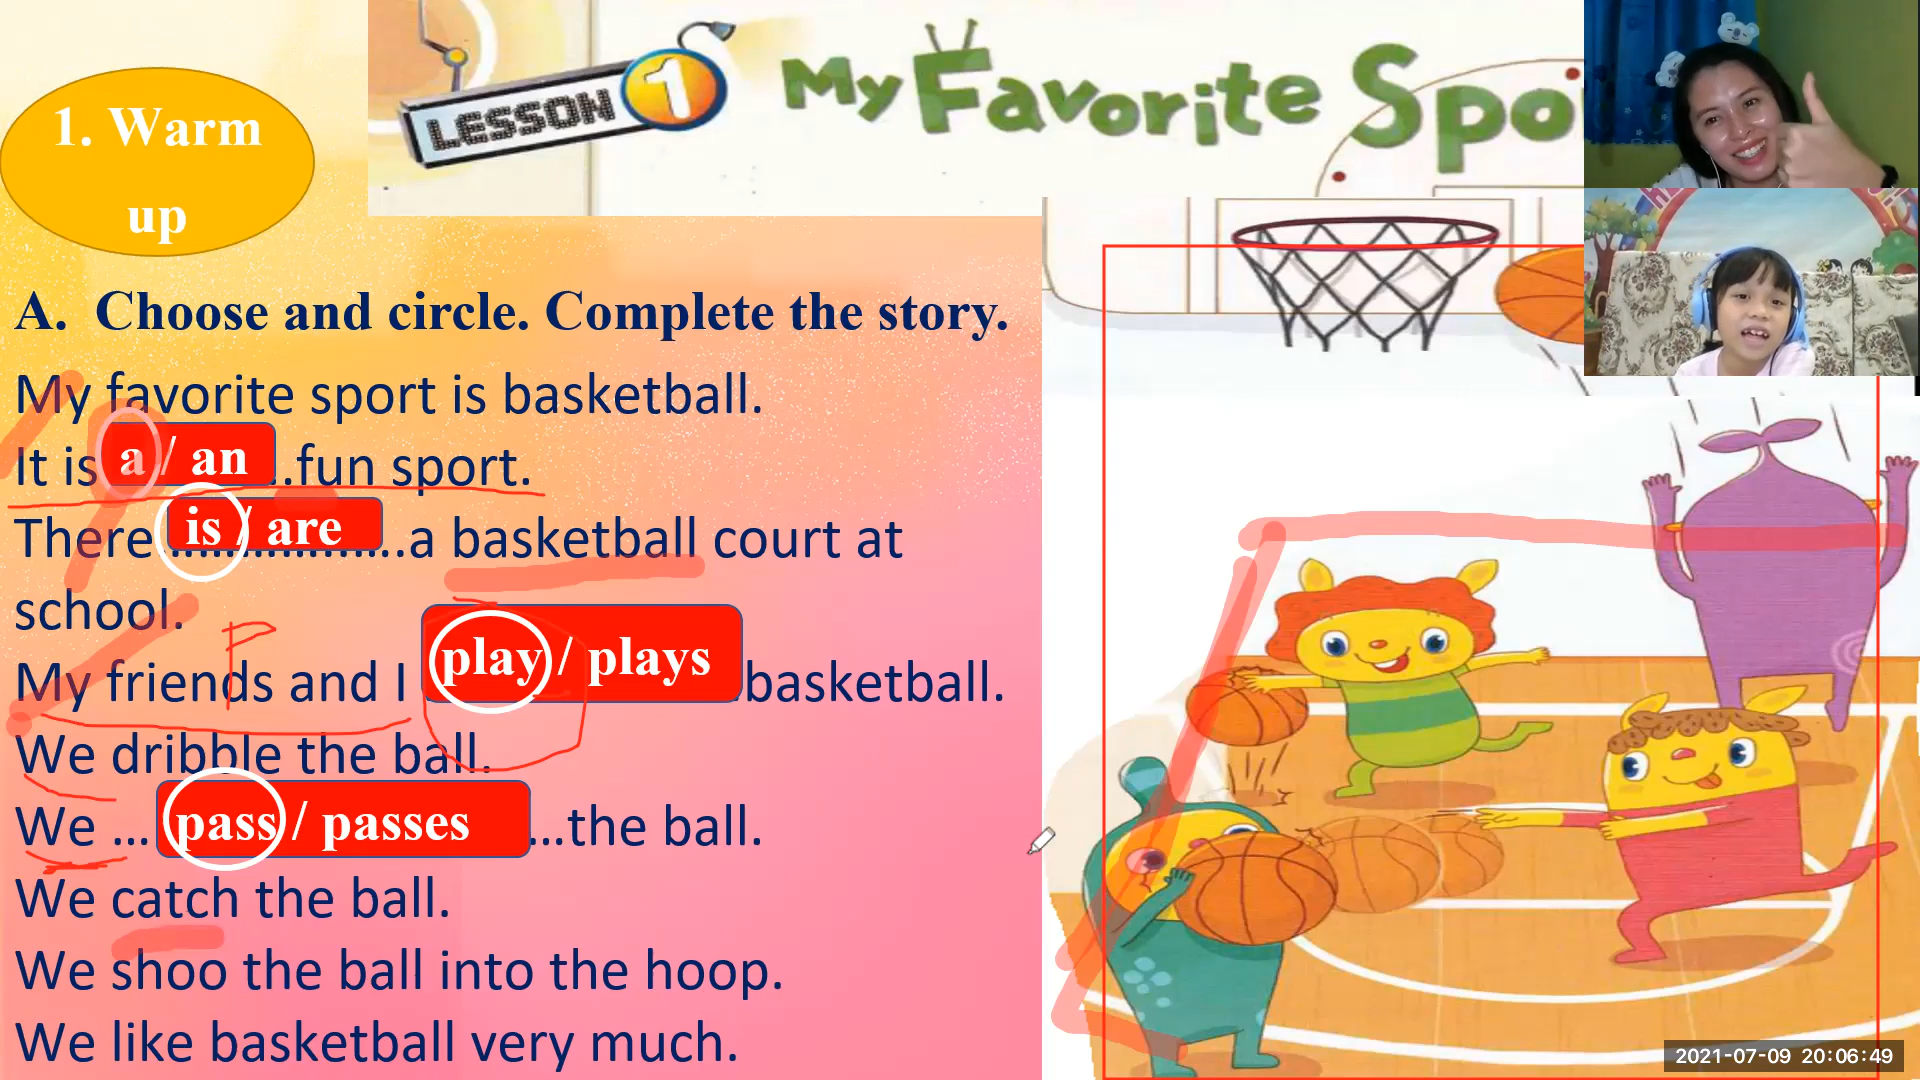 LESSON 1 My Favorite Spo
1. Warm
up
A. Choose and circle. Complete the story.
My favorite sport is basketball.
It is a / an ..fun sport.
There is / are ..a basketball court at
school.
My friends and I play / plays basketball.
We dribble the ball.
We ... pass / passes ...the ball.
We catch the ball.
We shoo the ball into the hoop.
We like basketball very much.
2021-07-09 20:06:49